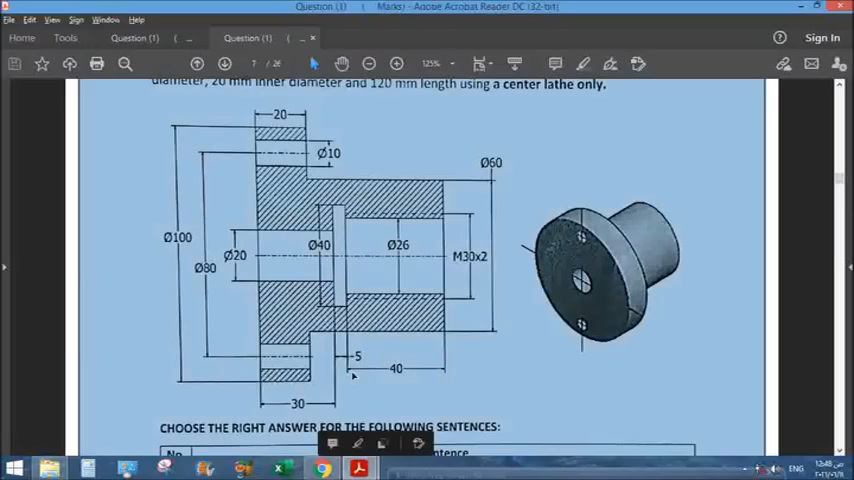 Question (1)    (    Marks) - Adobe Acrobat Reader DC (32-bit)
File Edit View Sign Window Help
Home Tools Question (1) ( ... Question (1) ( ... × Sign In
7 / 26 125%
diameter, 20 mm inner diameter and 120 mm length using a center lathe only.
20
Ø10
Ø60
Ø100
Ø80
Ø20
Ø40
Ø26
M30x2
5
40
30
CHOOSE THE RIGHT ANSWER FOR THE FOLLOWING SENTENCES:
No
tence
ENG